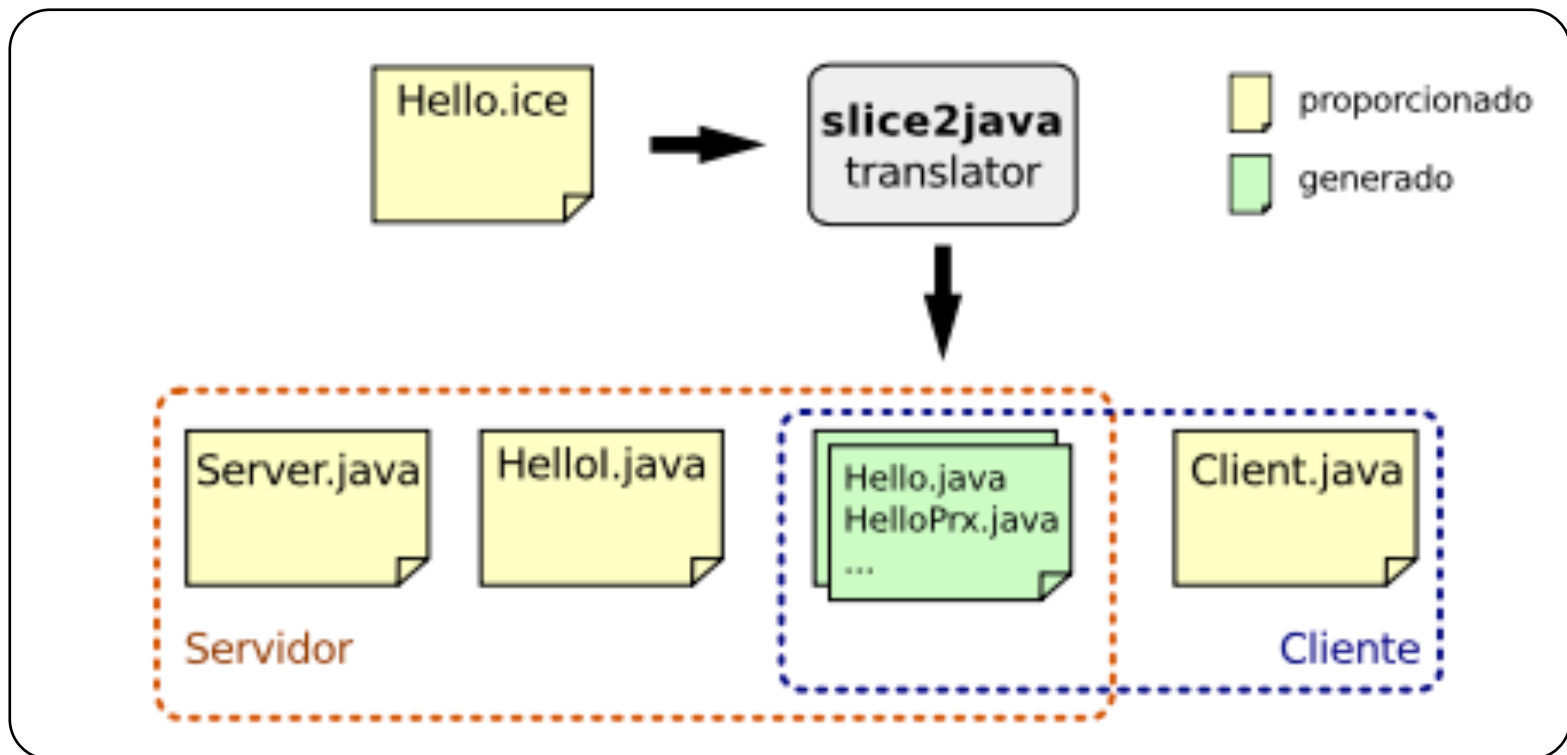 Hello.ice
slice2java
translator
proporcionado
generado
Server.java
HelloI.java
Hello.java
HelloPrx.java
...
Client.java
Servidor
Cliente